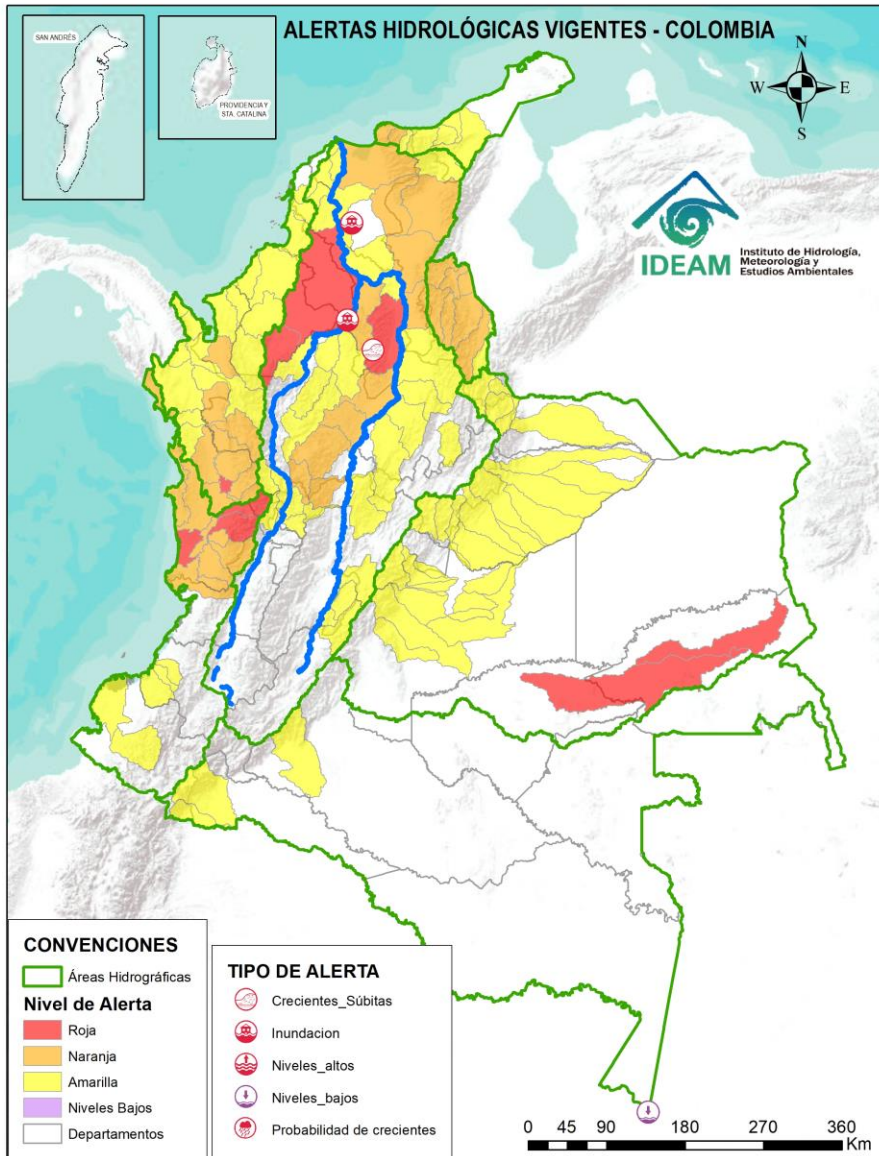 ALERTAS HIDROLÓGICAS VIGENTES - COLOMBIA
SAN ANDRÉS
PROVIDENCIA Y
STA. CATALINA
N
W
E
S
IDEAM
Instituto de Hidrología,
Meteorología y
Estudios Ambientales
CONVENCIONES
Áreas Hidrográficas
Nivel de Alerta
Roja
Naranja
Amarilla
Niveles Bajos
Departamentos
TIPO DE ALERTA
Crecientes_Súbitas
Inundacion
Niveles_altos
Niveles_bajos
Probabilidad de crecientes
0 45 90 180 270 360
Km